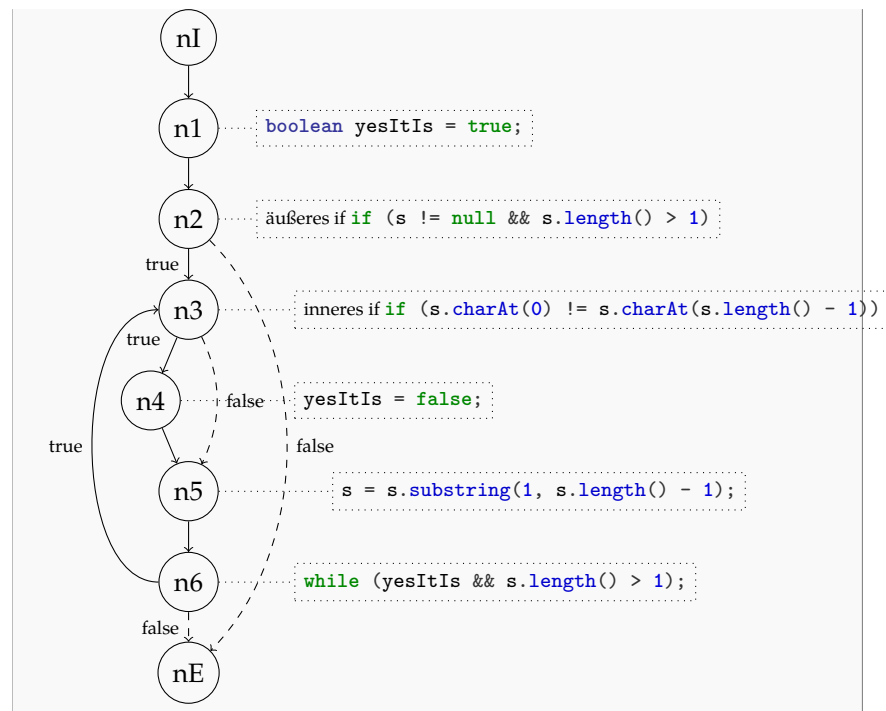 nI
n1 boolean yesItIs = true;
n2 äußeres if if (s != null && s.length() > 1)
true
n3 inneres if if (s.charAt(0) != s.charAt(s.length() - 1))
true
n4 false yesItIs = false;
true false
n5 s = s.substring(1, s.length() - 1);
n6 while (yesItIs && s.length() > 1);
false
nE